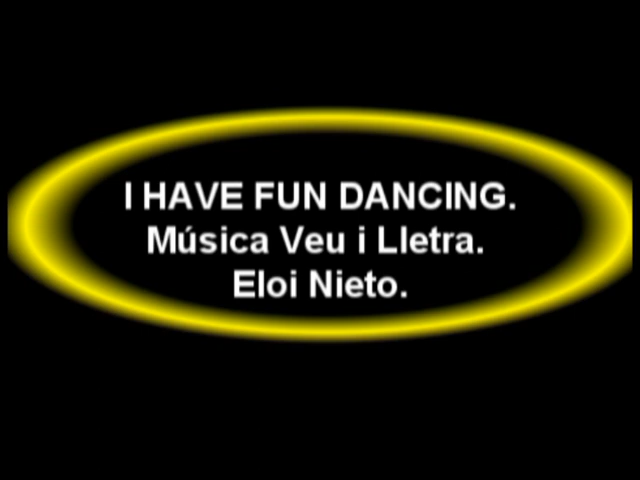 I HAVE FUN DANCING.
Música Veu i Lletra.
Eloi Nieto.